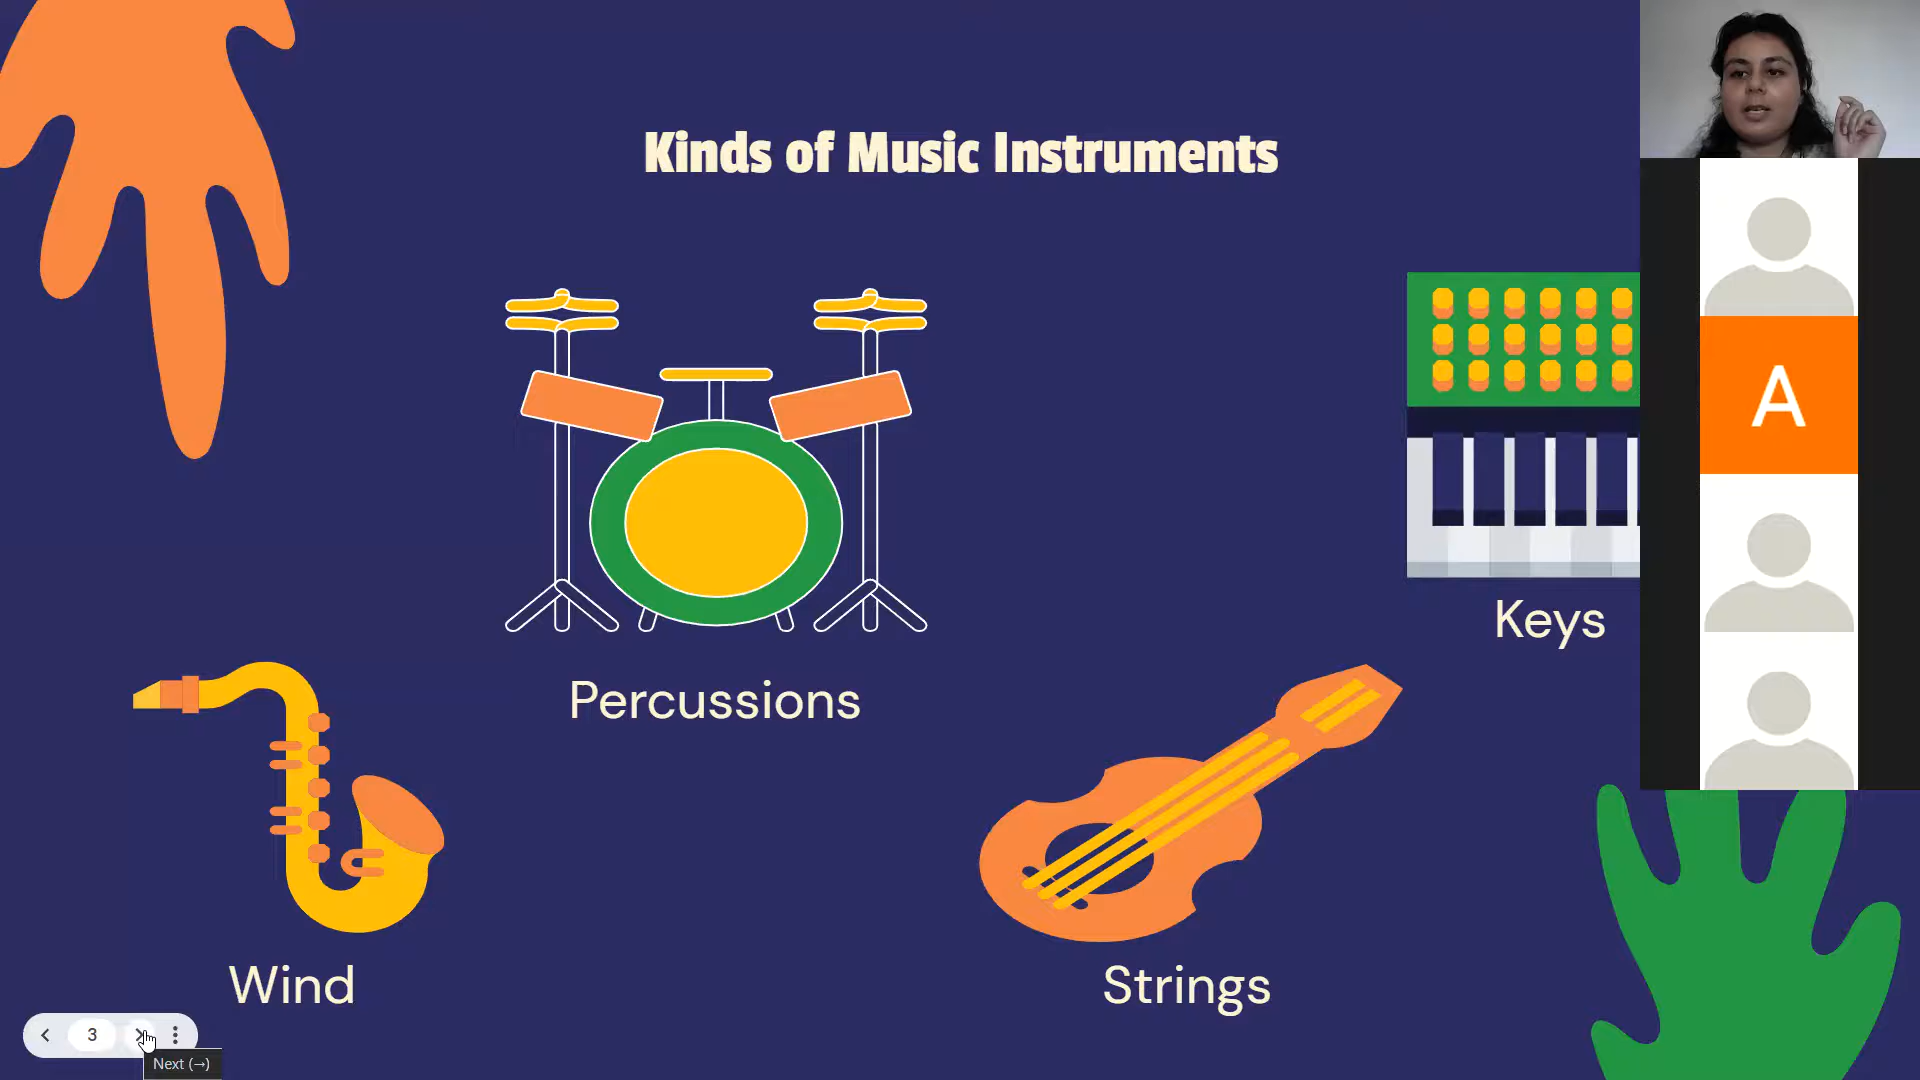 Kinds of Music Instruments
A
Keys
Percussions
Wind
Strings
3
Next (→)